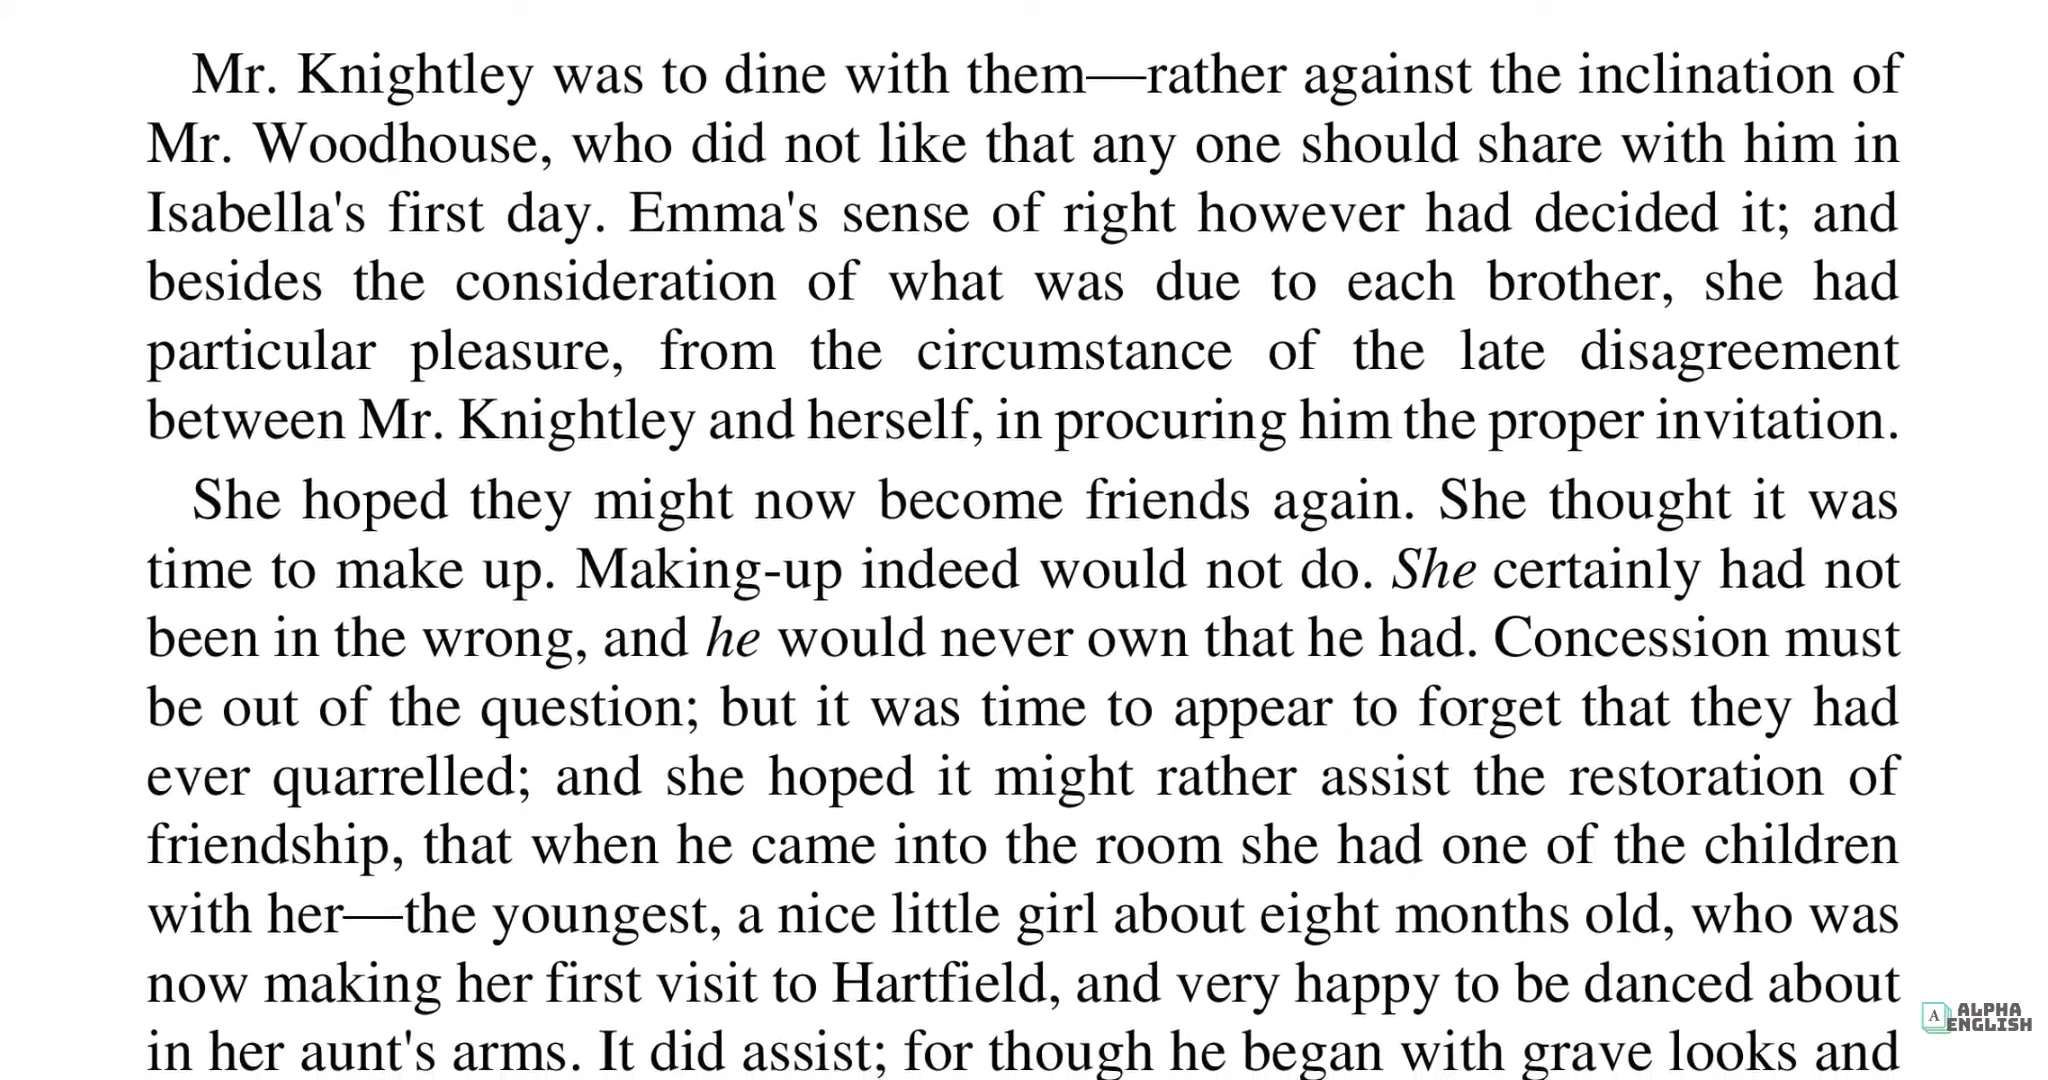 Mr. Knightley was to dine with them—rather against the inclination of
Mr. Woodhouse, who did not like that any one should share with him in
Isabella's first day. Emma's sense of right however had decided it; and
besides the consideration of what was due to each brother, she had
particular pleasure, from the circumstance of the late disagreement
between Mr. Knightley and herself, in procuring him the proper invitation.
She hoped they might now become friends again. She thought it was
time to make up. Making-up indeed would not do. She certainly had not
been in the wrong, and he would never own that he had. Concession must
be out of the question; but it was time to appear to forget that they had
ever quarrelled; and she hoped it might rather assist the restoration of
friendship, that when he came into the room she had one of the children
with her—the youngest, a nice little girl about eight months old, who was
now making her first visit to Hartfield, and very happy to be danced about
in her aunt's arms. It did assist; for though he began with grave looks and
A
ALPHA
ENGLISH